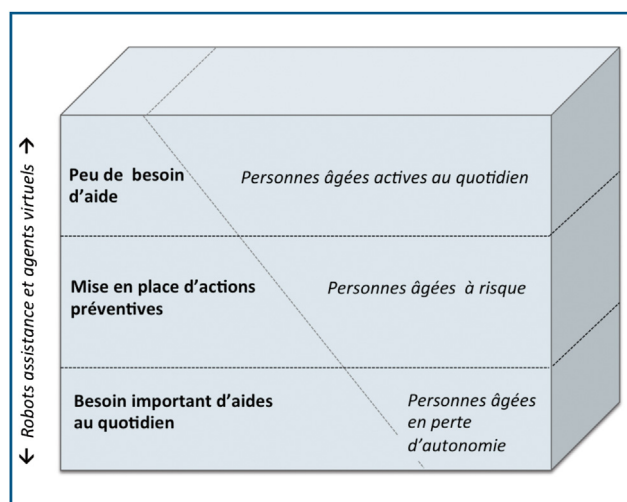 ← Robots assistance et agents virtuels →
Peu de besoin
d'aide
Personnes âgées actives au quotidien
Mise en place d'actions
préventives
Personnes âgées à risque
Besoin important d'aides
au quotidien
Personnes âgées
en perte
d'autonomie